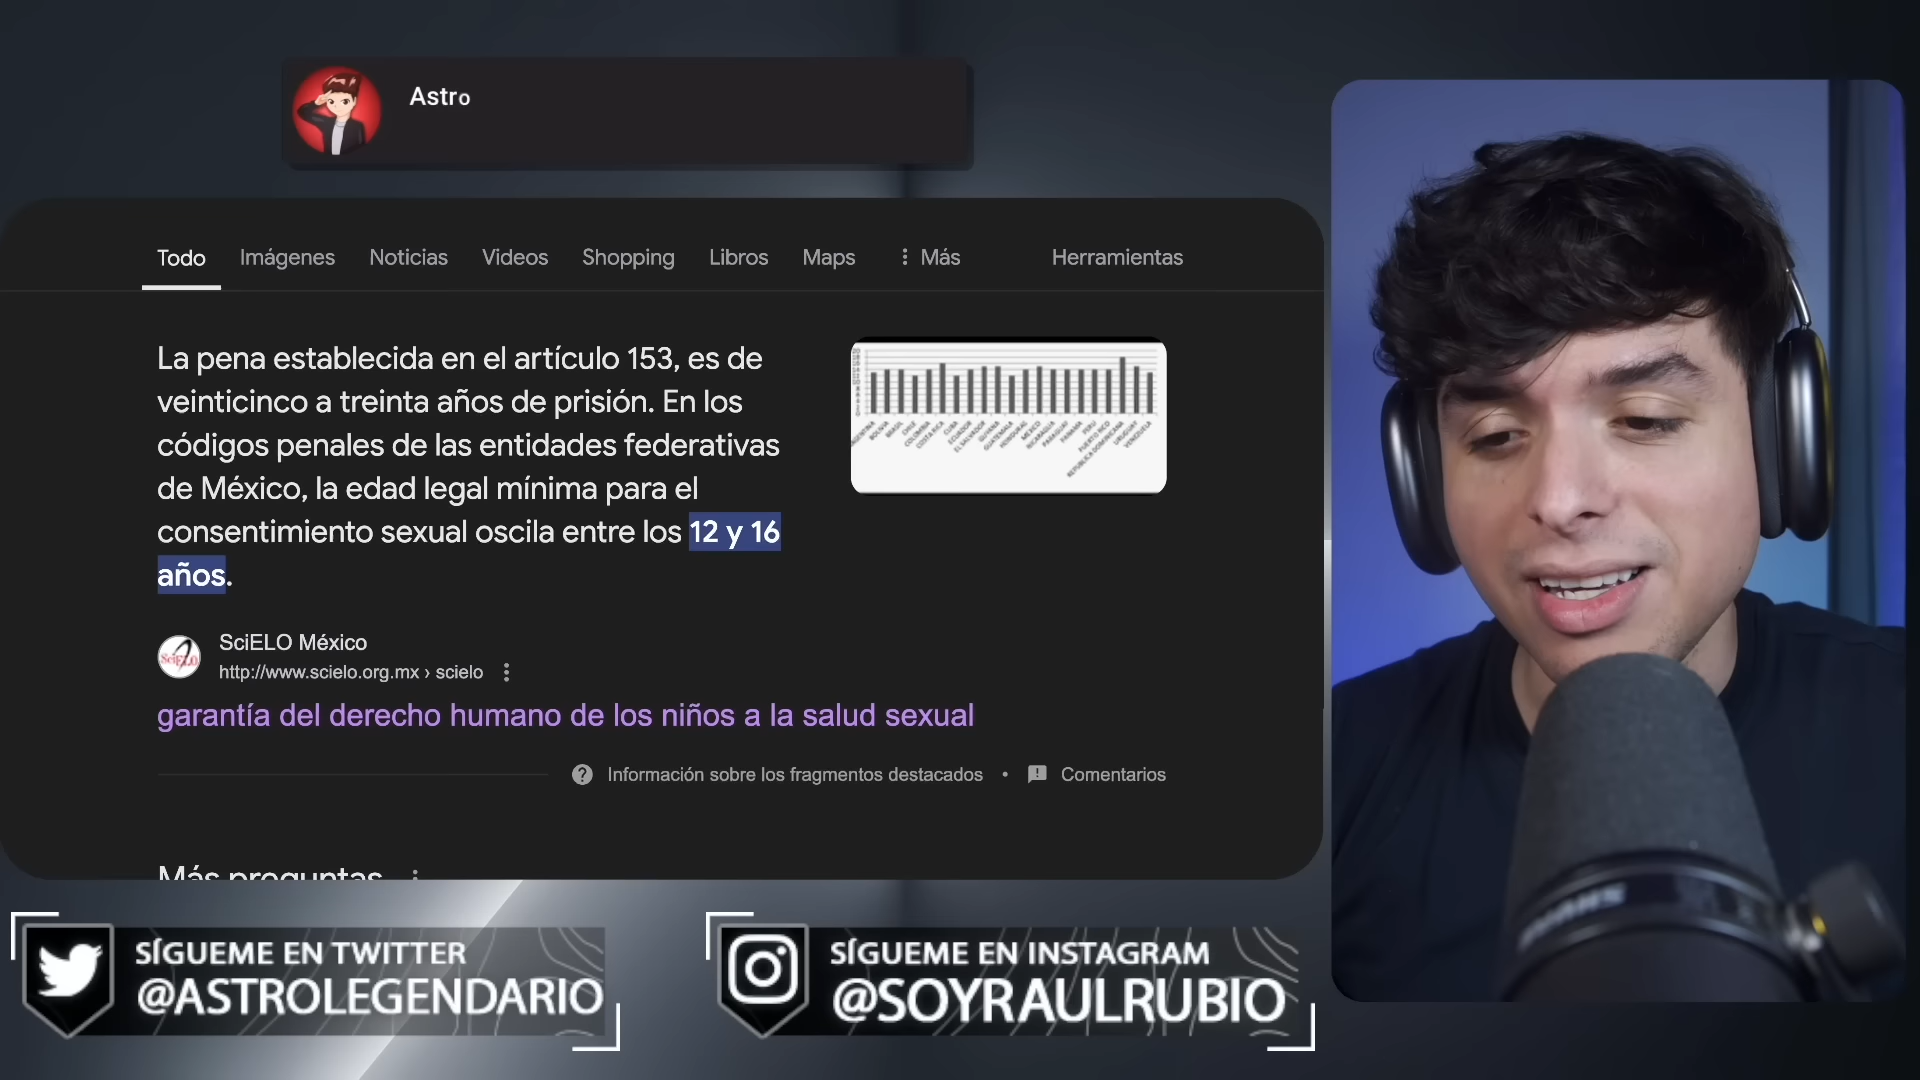 Astro
Todo Imágenes Noticias Videos Shopping Libros Maps Más Herramientas
La pena establecida en el artículo 153, es de
veinticinco a treinta años de prisión. En los
códigos penales de las entidades federativas
de México, la edad legal mínima para el
consentimiento sexual oscila entre los 12 y 16
años.
SciELO México
http://www.scielo.org.mx › scielo
garantía del derecho humano de los niños a la salud sexual
Información sobre los fragmentos destacados • Comentarios
Más preguntas
SÍGUEME EN TWITTER
@ASTROLEGENDARIO
SÍGUEME EN INSTAGRAM
@SOYRAULRUBIO